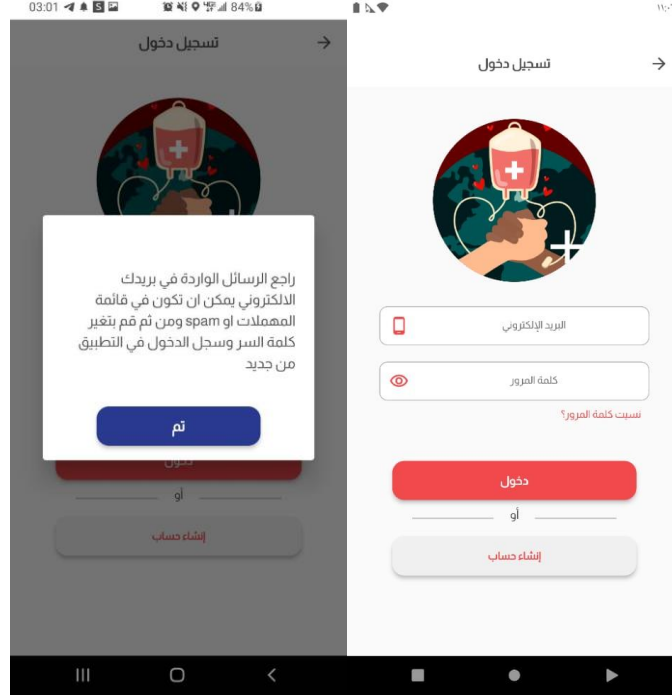 03:01
84%
تسجيل دخول
راجع الرسائل الواردة في بريدك
الالكتروني يمكن ان تكون في قائمة
المهملات او spam ومن ثم قم بتغير
كلمة السر وسجل الدخول في التطبيق
من جديد
تم
دخول
أو
إنشاء حساب
تسجيل دخول
البريد الإلكتروني
كلمة المرور
نسيت كلمة المرور؟
دخول
أو
إنشاء حساب